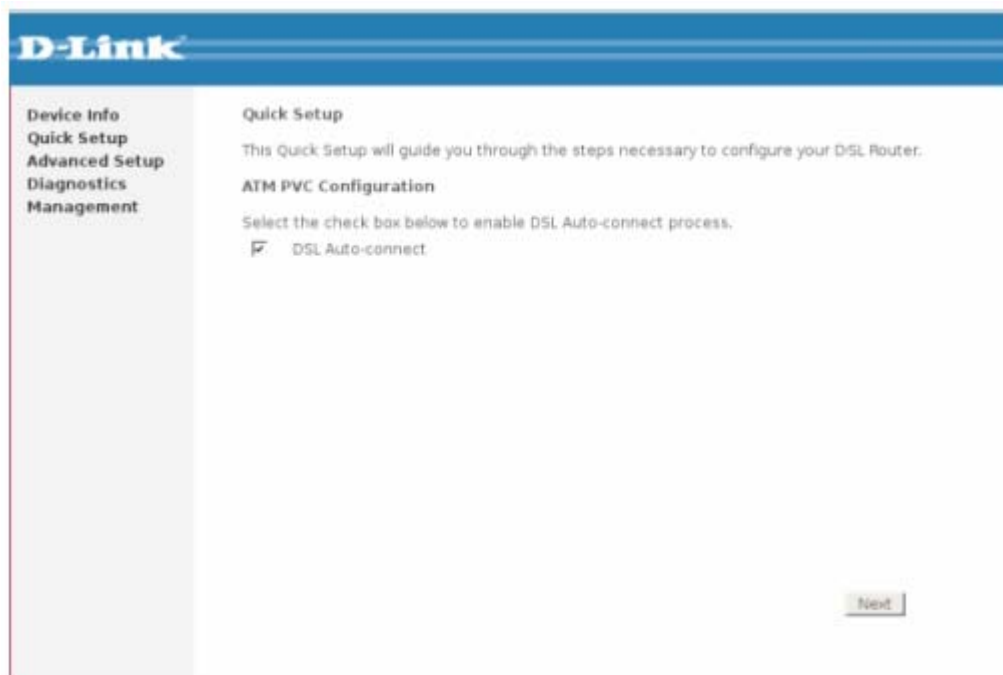 D-Link
Device Info
Quick Setup
Advanced Setup
Diagnostics
Management
Quick Setup
This Quick Setup will guide you through the steps necessary to configure your DSL Router.
ATM PVC Configuration
Select the check box below to enable DSL Auto-connect process.
DSL Auto-connect
Next